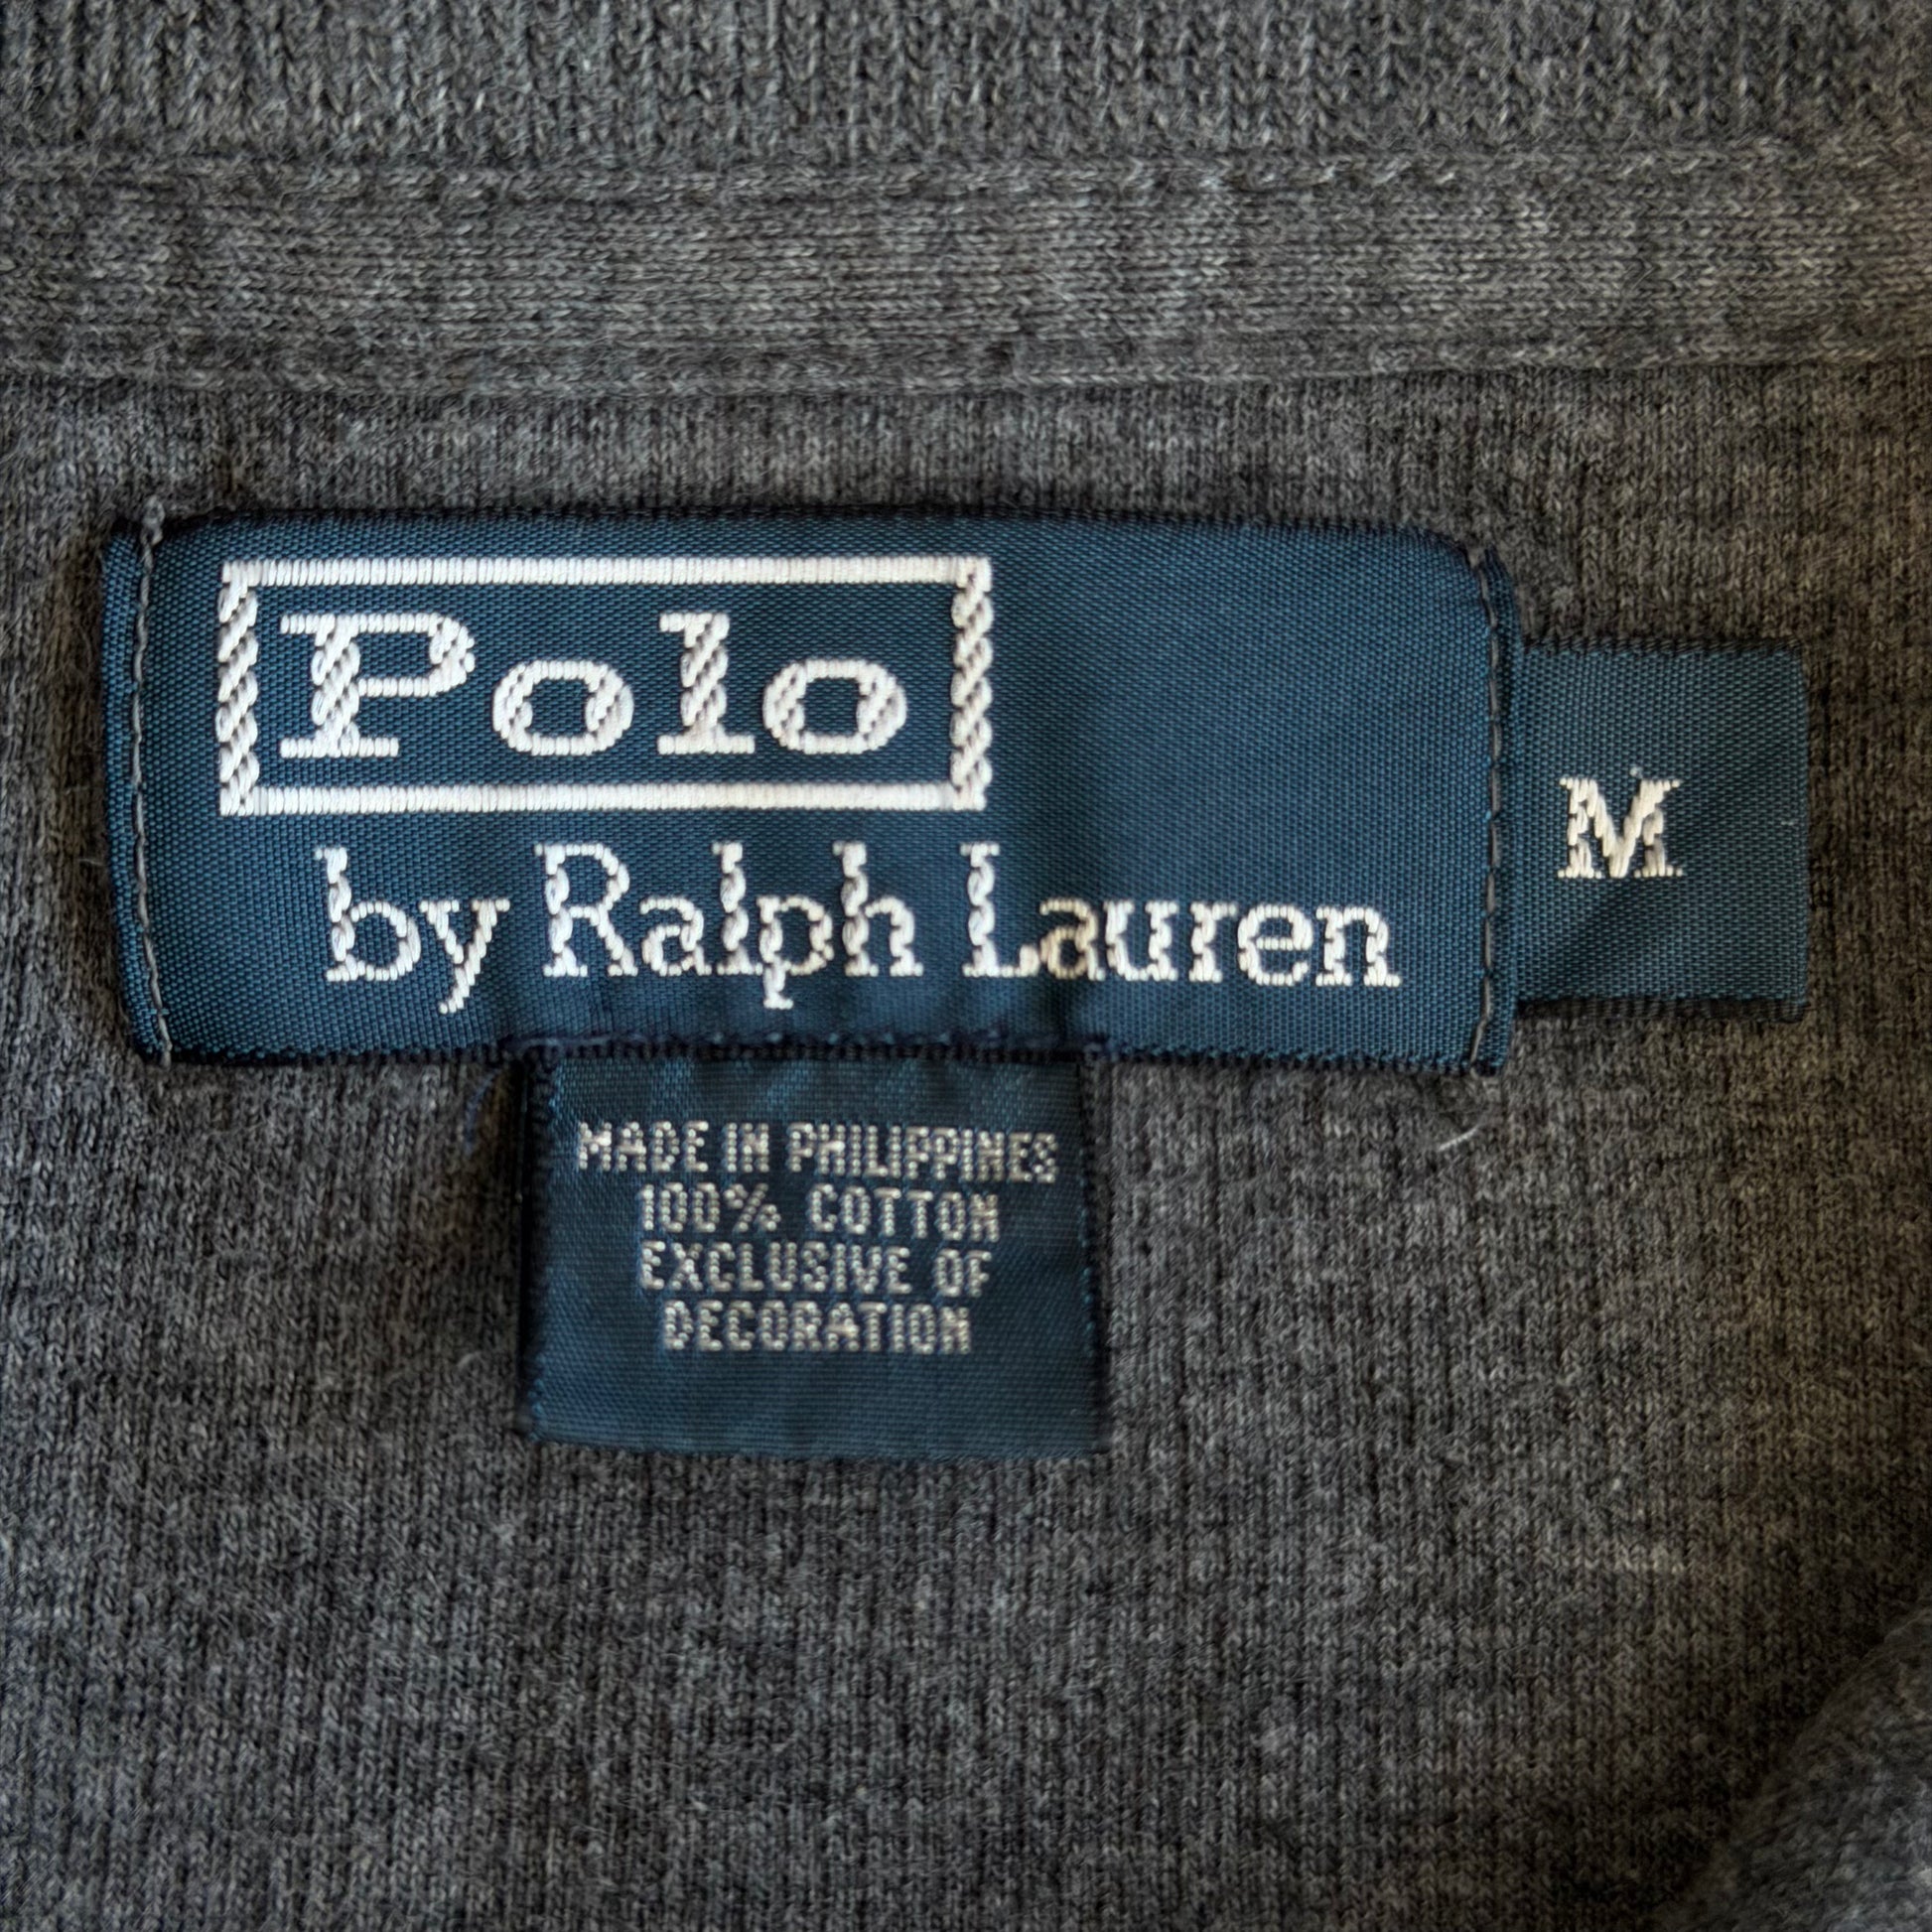 Polo
by Ralph Lauren
M
MADE IN PHILIPPINES
100% COTTON
EXCLUSIVE OF
DECORATION